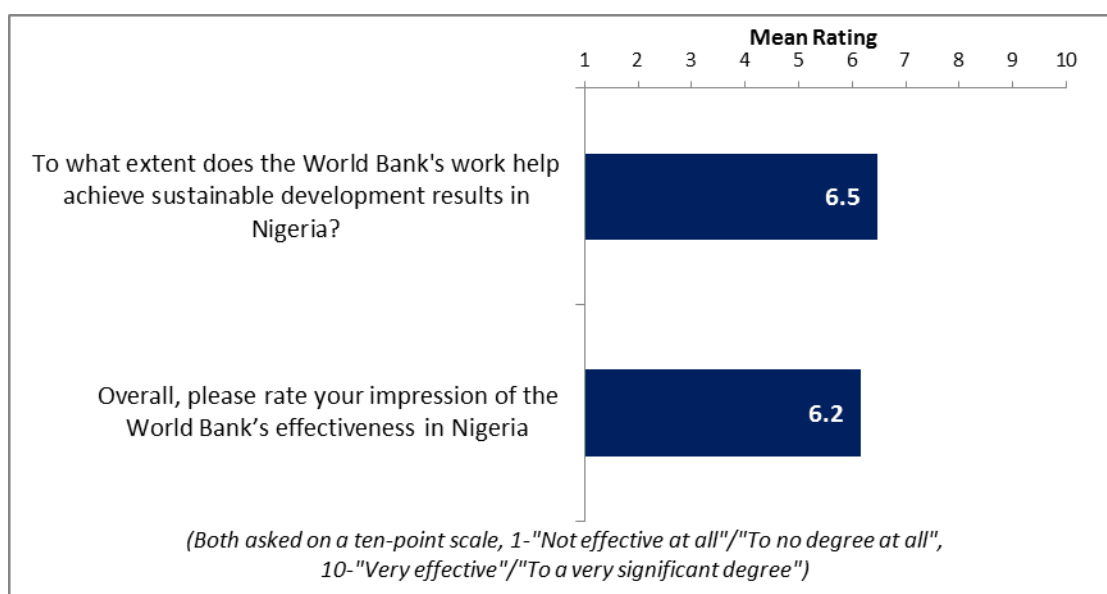 Mean Rating
1 2 3 4 5 6 7 8 9 10
To what extent does the World Bank's work help
achieve sustainable development results in
Nigeria?
6.5
Overall, please rate your impression of the
World Bank’s effectiveness in Nigeria
6.2
(Both asked on a ten-point scale, 1-"Not effective at all"/"To no degree at all",
10-"Very effective"/"To a very significant degree")